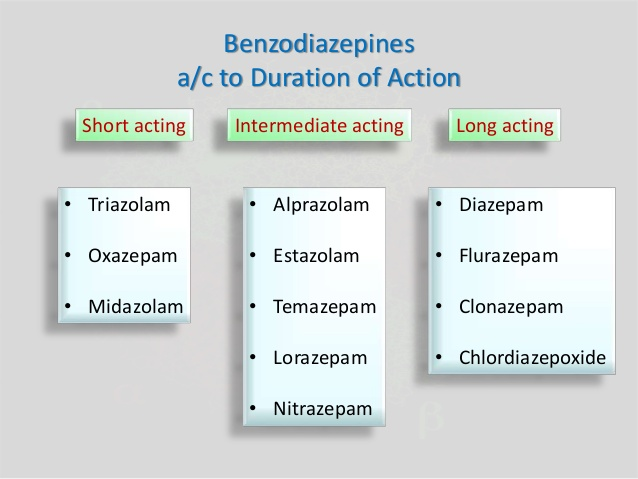 Benzodiazepines
a/c to Duration of Action
Short acting
Intermediate acting
Long acting
• Triazolam
• Oxazepam
• Midazolam
• Alprazolam
• Estazolam
• Temazepam
• Lorazepam
• Nitrazepam
• Diazepam
• Flurazepam
• Clonazepam
• Chlordiazepoxide
β